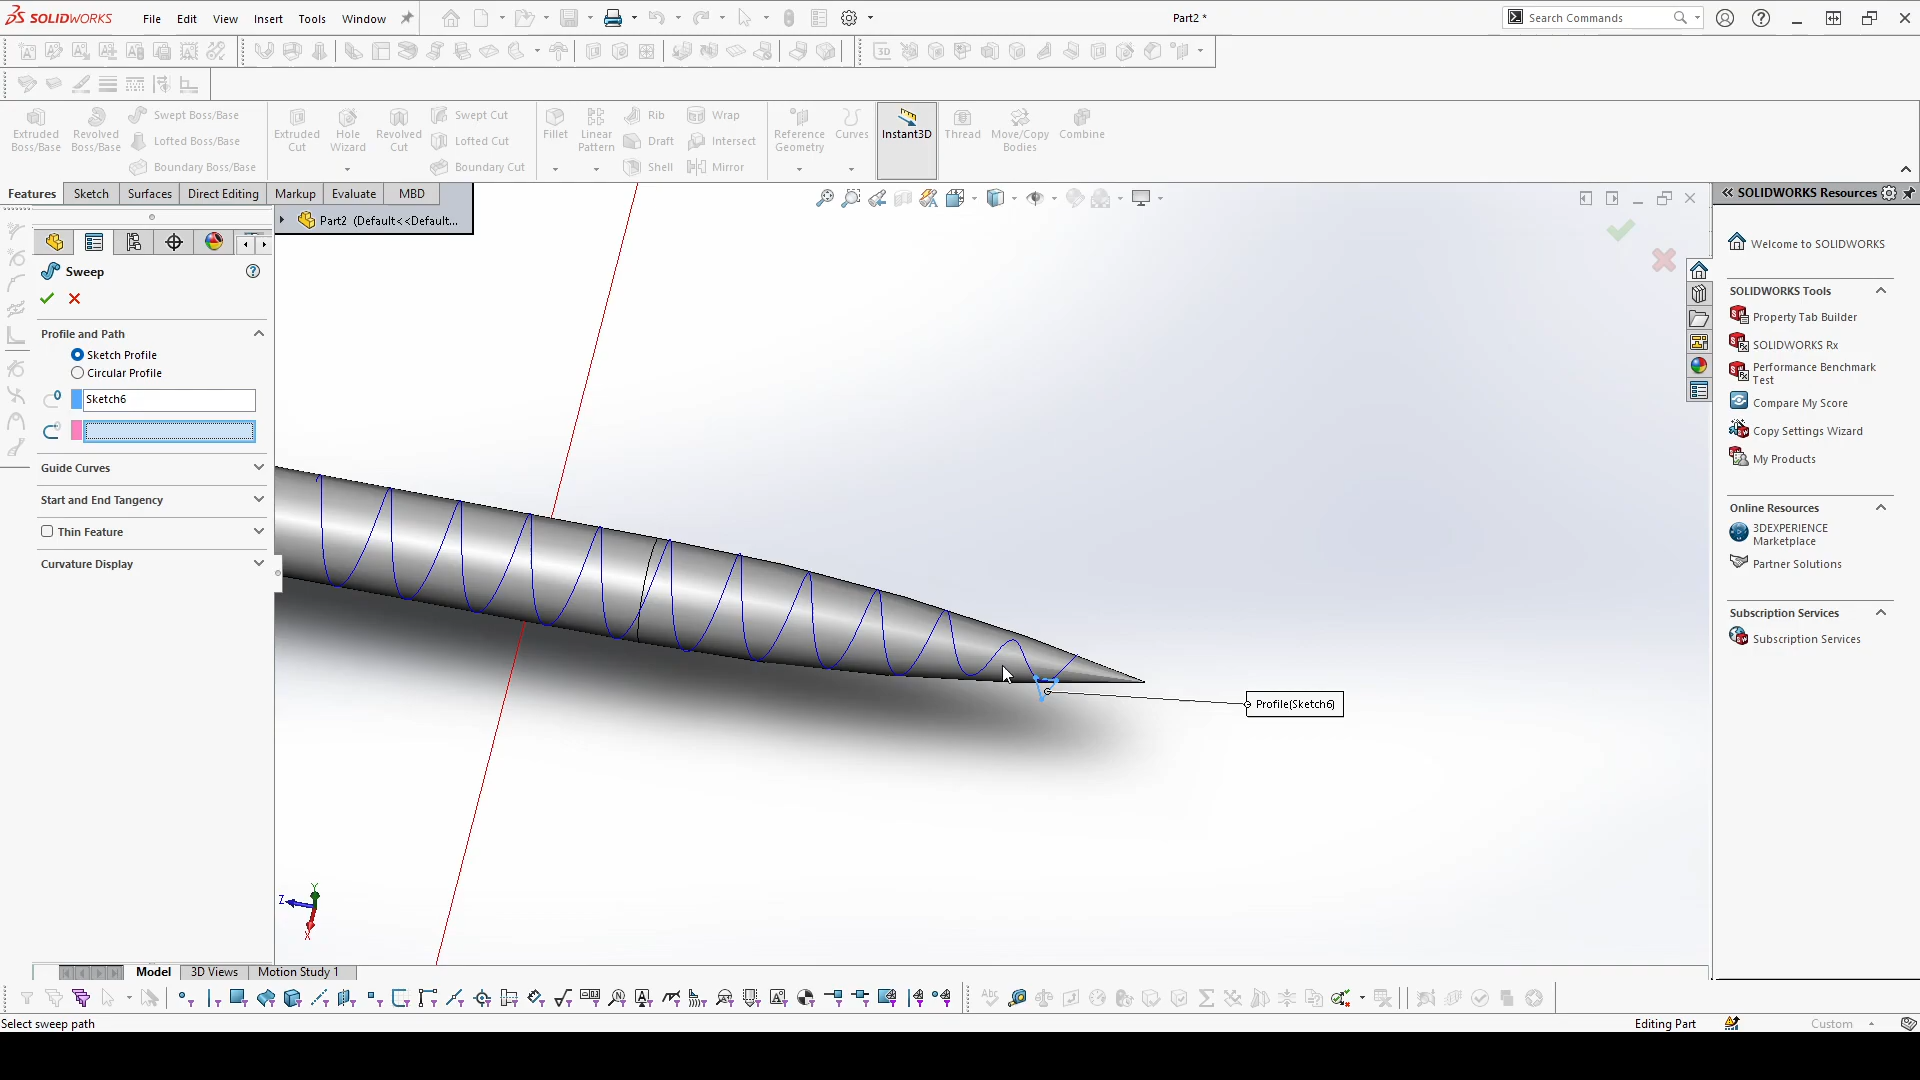 SOLIDWORKS
File Edit View Insert Tools Window
Part2 *
Search Commands
Extruded Boss/Base
Revolved Boss/Base
Swept Boss/Base
Lofted Boss/Base
Boundary Boss/Base
Extruded Cut
Hole Wizard
Revolved Cut
Swept Cut
Lofted Cut
Boundary Cut
Fillet
Linear Pattern
Rib
Draft
Shell
Wrap
Intersect
Mirror
Reference Geometry
Curves
Instant3D
Thread
Move/Copy Bodies
Combine
Features Sketch Surfaces Direct Editing Markup Evaluate MBD
Part2 (Default<<Default...
Sweep
Profile and Path
Sketch Profile
Circular Profile
Sketch6
Guide Curves
Start and End Tangency
Thin Feature
Curvature Display
Profile(Sketch6)
Y
Z
X
SOLIDWORKS Resources
Welcome to SOLIDWORKS
SOLIDWORKS Tools
Property Tab Builder
SOLIDWORKS Rx
Performance Benchmark
Test
Compare My Score
Copy Settings Wizard
My Products
Online Resources
3DEXPERIENCE
Marketplace
Partner Solutions
Subscription Services
Subscription Services
Model 3D Views Motion Study 1
Select sweep path
Editing Part
Custom